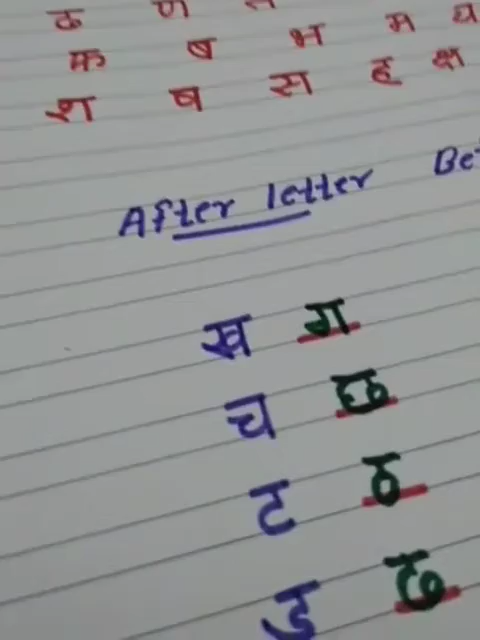 ढ ण
फ ब भ म य
श ष स ह क्ष
After letter
ख ग
च छ
ट ठ
ड ढ